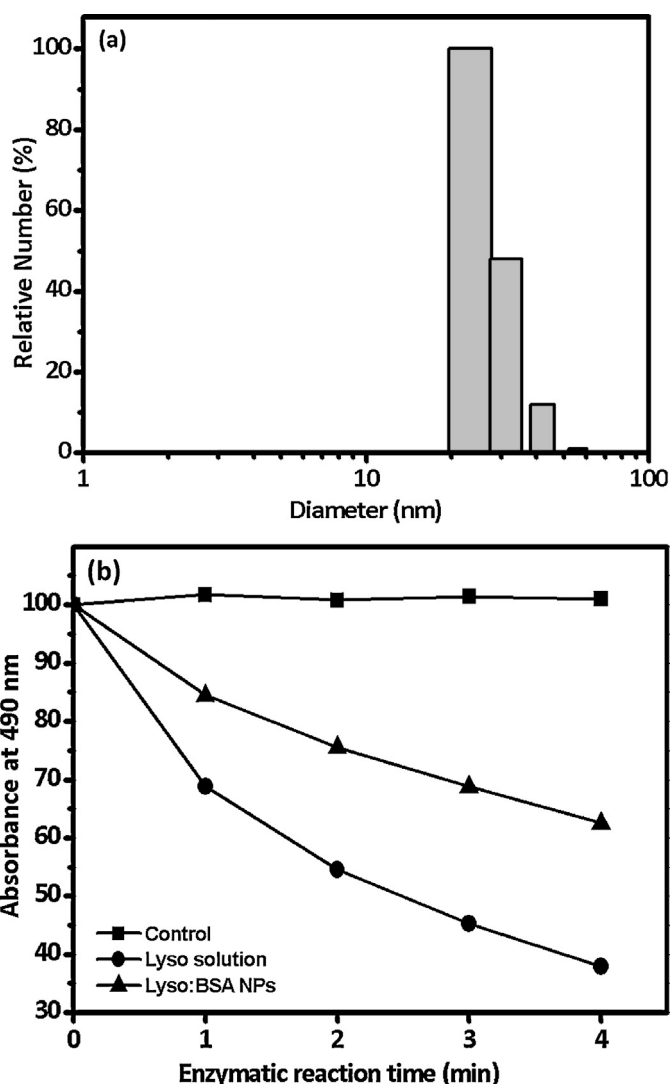 (a)
Relative Number (%)
100
80
60
40
20
0
1
10
100
Diameter (nm)
(b)
Absorbance at 490 nm
100
90
80
70
60
50
40
30
Control
Lyso solution
Lyso:BSA NPs
0
1
2
3
4
Enzymatic reaction time (min)